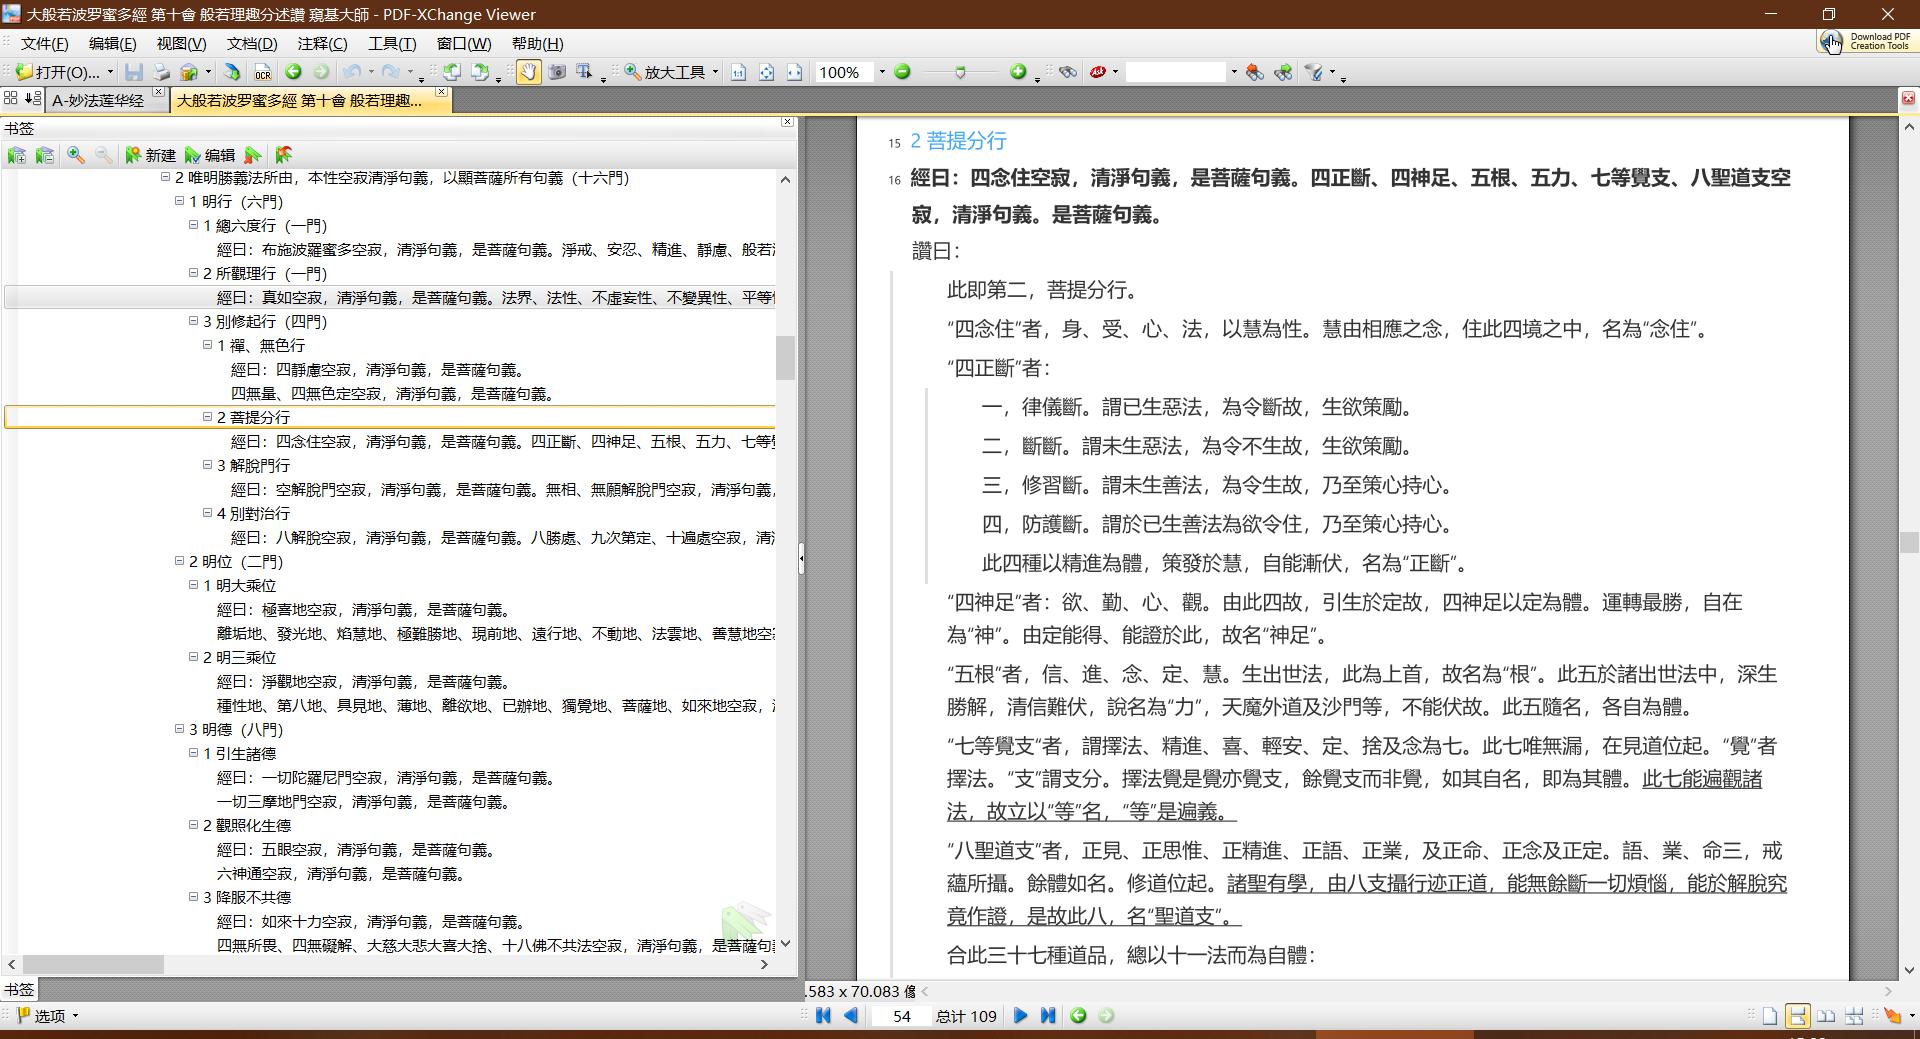 大般若波罗蜜多經 第十會 般若理趣分述讚 窺基大師 - PDF-XChange Viewer
文件(F) 编辑(E) 视图(V) 文档(D) 注释(C) 工具(T) 窗口(W) 帮助(H)
Download PDF
Creation Tools
打开(O)... OCR 放大工具 100%
A-妙法莲华经 大般若波罗蜜多經 第十會 般若理趣...
书签
新建 编辑
2 唯明勝義法所由，本性空寂清淨句義，以顯菩薩所有句義（十六門）
1 明行（六門）
1 總六度行（一門）
經曰：布施波羅蜜多空寂，清淨句義，是菩薩句義。淨戒、安忍、精進、靜慮、般若
2 所觀理行（一門）
經曰：真如空寂，清淨句義，是菩薩句義。法界、法性、不虛妄性、不變異性、平等
3 別修起行（四門）
1 禪、無色行
經曰：四靜慮空寂，清淨句義，是菩薩句義。
四無量、四無色定空寂，清淨句義，是菩薩句義。
2 菩提分行
經曰：四念住空寂，清淨句義，是菩薩句義。四正斷、四神足、五根、五力、七等
3 解脫門行
經曰：空解脫門空寂，清淨句義，是菩薩句義。無相、無願解脫門空寂，清淨句義，
4 別對治行
經曰：八解脫空寂，清淨句義，是菩薩句義。八勝處、九次第定、十遍處空寂，清
2 明位（二門）
1 明大乘位
經曰：極喜地空寂，清淨句義，是菩薩句義。
離垢地、發光地、焰慧地、極難勝地、現前地、遠行地、不動地、法雲地、善慧地空
2 明三乘位
經曰：淨觀地空寂，清淨句義，是菩薩句義。
種性地、第八地、具見地、薄地、離欲地、已辦地、獨覺地、菩薩地、如來地空寂，
3 明德（八門）
1 引生諸德
經曰：一切陀羅尼門空寂，清淨句義，是菩薩句義。
一切三摩地門空寂，清淨句義，是菩薩句義。
2 觀照化生德
經曰：五眼空寂，清淨句義，是菩薩句義。
六神通空寂，清淨句義，是菩薩句義。
3 降服不共德
經曰：如來十力空寂，清淨句義，是菩薩句義。
四無所畏、四無礙解、大慈大悲大喜大捨、十八佛不共法空寂，清淨句義，是菩薩句
书签
选项
15 2 菩提分行
16 經曰：四念住空寂，清淨句義，是菩薩句義。四正斷、四神足、五根、五力、七等覺支、八聖道支空
寂，清淨句義。是菩薩句義。
讚曰：
此即第二，菩提分行。
“四念住”者，身、受、心、法，以慧為性。慧由相應之念，住此四境之中，名為“念住”。
“四正斷”者：
一，律儀斷。謂已生惡法，為令斷故，生欲策勵。
二，斷斷。謂未生惡法，為令不生故，生欲策勵。
三，修習斷。謂未生善法，為令生故，乃至策心持心。
四，防護斷。謂於已生善法為欲令住，乃至策心持心。
此四種以精進為體，策發於慧，自能漸伏，名為“正斷”。
“四神足”者：欲、勤、心、觀。由此四故，引生於定故，四神足以定為體。運轉最勝，自在
為“神”。由定能得、能證於此，故名“神足”。
“五根”者，信、進、念、定、慧。生出世法，此為上首，故名為“根”。此五於諸出世法中，深生
勝解，清信難伏，說名為“力”，天魔外道及沙門等，不能伏故。此五隨名，各自為體。
“七等覺支“者，謂擇法、精進、喜、輕安、定、捨及念為七。此七唯無漏，在見道位起。“覺”者
擇法。“支”謂支分。擇法覺是覺亦覺支，餘覺支而非覺，如其自名，即為其體。此七能遍觀諸
法，故立以“等”名，“等”是遍義。
“八聖道支”者，正見、正思惟、正精進、正語、正業，及正命、正念及正定。語、業、命三，戒
蘊所攝。餘體如名。修道位起。諸聖有學，由八支攝行迹正道，能無餘斷一切煩惱，能於解脫究
竟作證，是故此八，名“聖道支”。
合此三十七種道品，總以十一法而為自體：
.583 x 70.083 像
54 总计 109